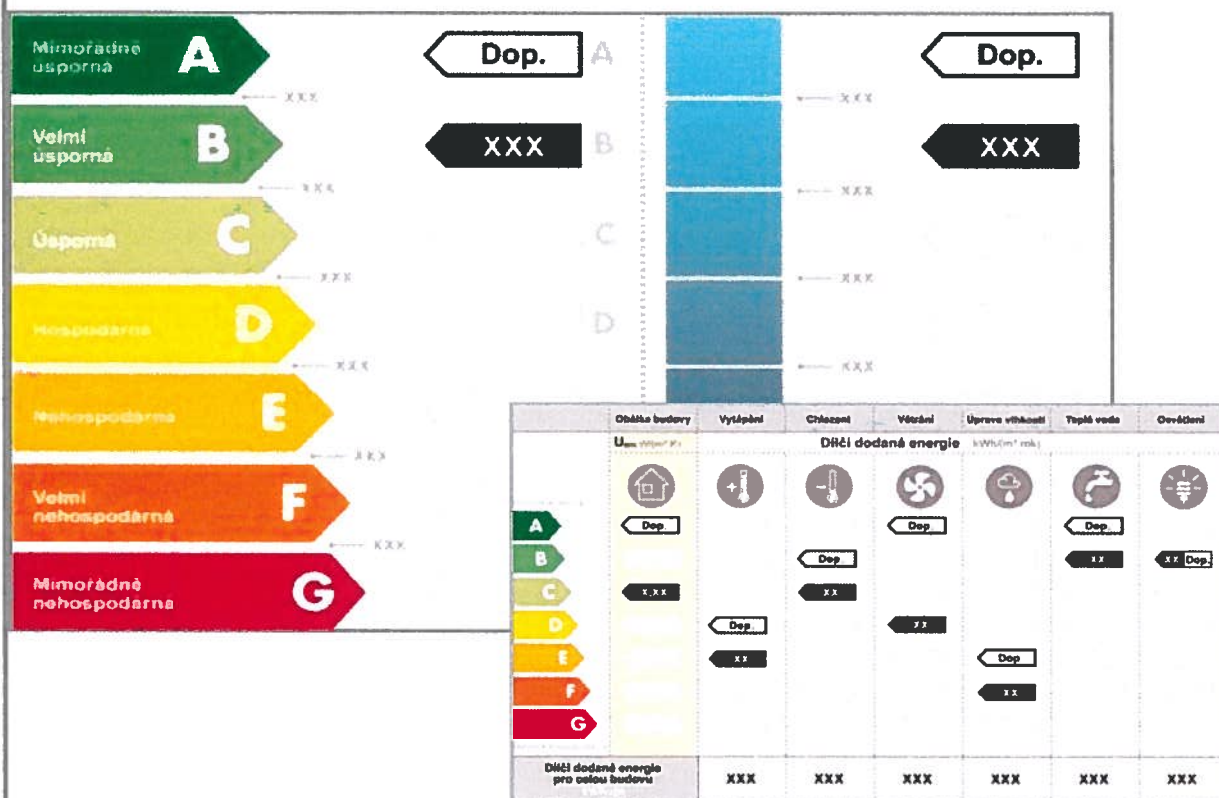 Mimořádně
úsporná
A
Dop.
A
Dop.
XXX
XXX
Velmi
úsporná
B
XXX
B
XXX
XXX
XXX
Úsporná
C
C
XXX
XXX
Hospodárná
D
D
XXX
XXX
Nehospodárná
E
XXX
Velmi
nehospodárná
F
XXX
Mimořádně
nehospodárná
G
Obálka budovy Vytápění Chlazení Větrání Úprava vlhkosti Teplá voda Osvětlení
Dílčí dodaná energie
A Dop. Dop. Dop.
B Dop. XX XX Dop.
C X,XX XX
D Dop. XX
E XX Dop
F XX
G
Dílčí dodané energie
pro celou budovu
XXX XXX XXX XXX XXX XXX